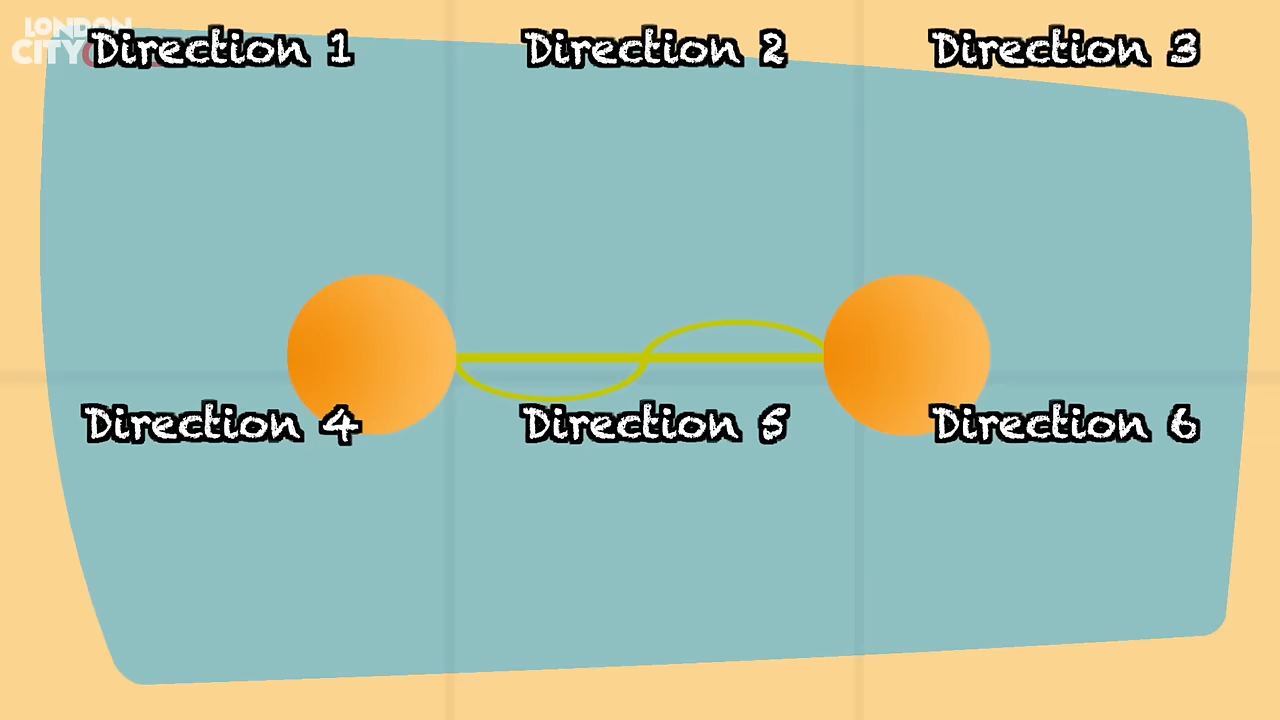 LONDON
CITY
Direction 1
Direction 2
Direction 3
Direction 4
Direction 5
Direction 6